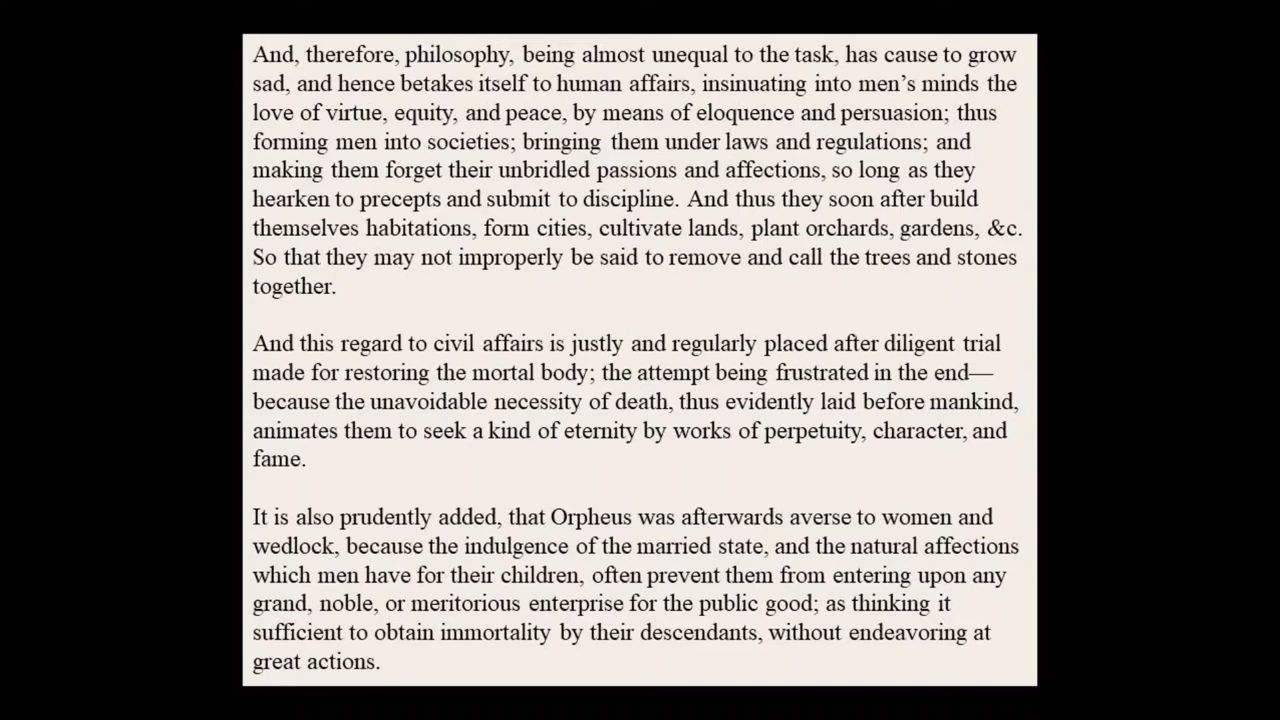 And, therefore, philosophy, being almost unequal to the task, has cause to grow
sad, and hence betakes itself to human affairs, insinuating into men’s minds the
love of virtue, equity, and peace, by means of eloquence and persuasion; thus
forming men into societies; bringing them under laws and regulations; and
making them forget their unbridled passions and affections, so long as they
hearken to precepts and submit to discipline. And thus they soon after build
themselves habitations, form cities, cultivate lands, plant orchards, gardens, &c.
So that they may not improperly be said to remove and call the trees and stones
together.
And this regard to civil affairs is justly and regularly placed after diligent trial
made for restoring the mortal body; the attempt being frustrated in the end—
because the unavoidable necessity of death, thus evidently laid before mankind,
animates them to seek a kind of eternity by works of perpetuity, character, and
fame.
It is also prudently added, that Orpheus was afterwards averse to women and
wedlock, because the indulgence of the married state, and the natural affections
which men have for their children, often prevent them from entering upon any
grand, noble, or meritorious enterprise for the public good; as thinking it
sufficient to obtain immortality by their descendants, without endeavoring at
great actions.